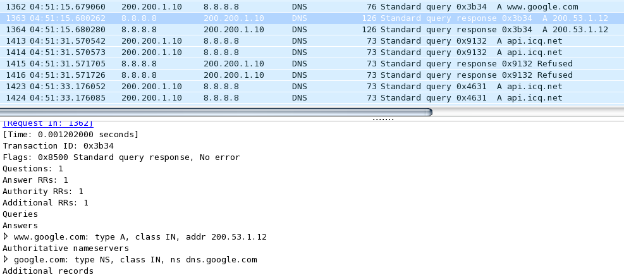 1362 04:51:15.679060 200.200.1.10 8.8.8.8 DNS 76 Standard query 0x3b34 A www.google.com
1363 04:51:15.680262 8.8.8.8 200.200.1.10 DNS 126 Standard query response 0x3b34 A 200.53.1.12
1364 04:51:15.680280 8.8.8.8 200.200.1.10 DNS 126 Standard query response 0x3b34 A 200.53.1.12
1413 04:51:31.570542 200.200.1.10 8.8.8.8 DNS 73 Standard query 0x9132 A api.icq.net
1414 04:51:31.570573 200.200.1.10 8.8.8.8 DNS 73 Standard query 0x9132 A api.icq.net
1415 04:51:31.571705 8.8.8.8 200.200.1.10 DNS 73 Standard query response 0x9132 Refused
1416 04:51:31.571726 8.8.8.8 200.200.1.10 DNS 73 Standard query response 0x9132 Refused
1423 04:51:33.176052 200.200.1.10 8.8.8.8 DNS 73 Standard query 0x4631 A api.icq.net
1424 04:51:33.176085 200.200.1.10 8.8.8.8 DNS 73 Standard query 0x4631 A api.icq.net
[Request In: 1362]
[Time: 0.001202000 seconds]
Transaction ID: 0x3b34
Flags: 0x8500 Standard query response, No error
Questions: 1
Answer RRs: 1
Authority RRs: 1
Additional RRs: 1
Queries
Answers
www.google.com: type A, class IN, addr 200.53.1.12
Authoritative nameservers
google.com: type NS, class IN, ns dns.google.com
Additional records